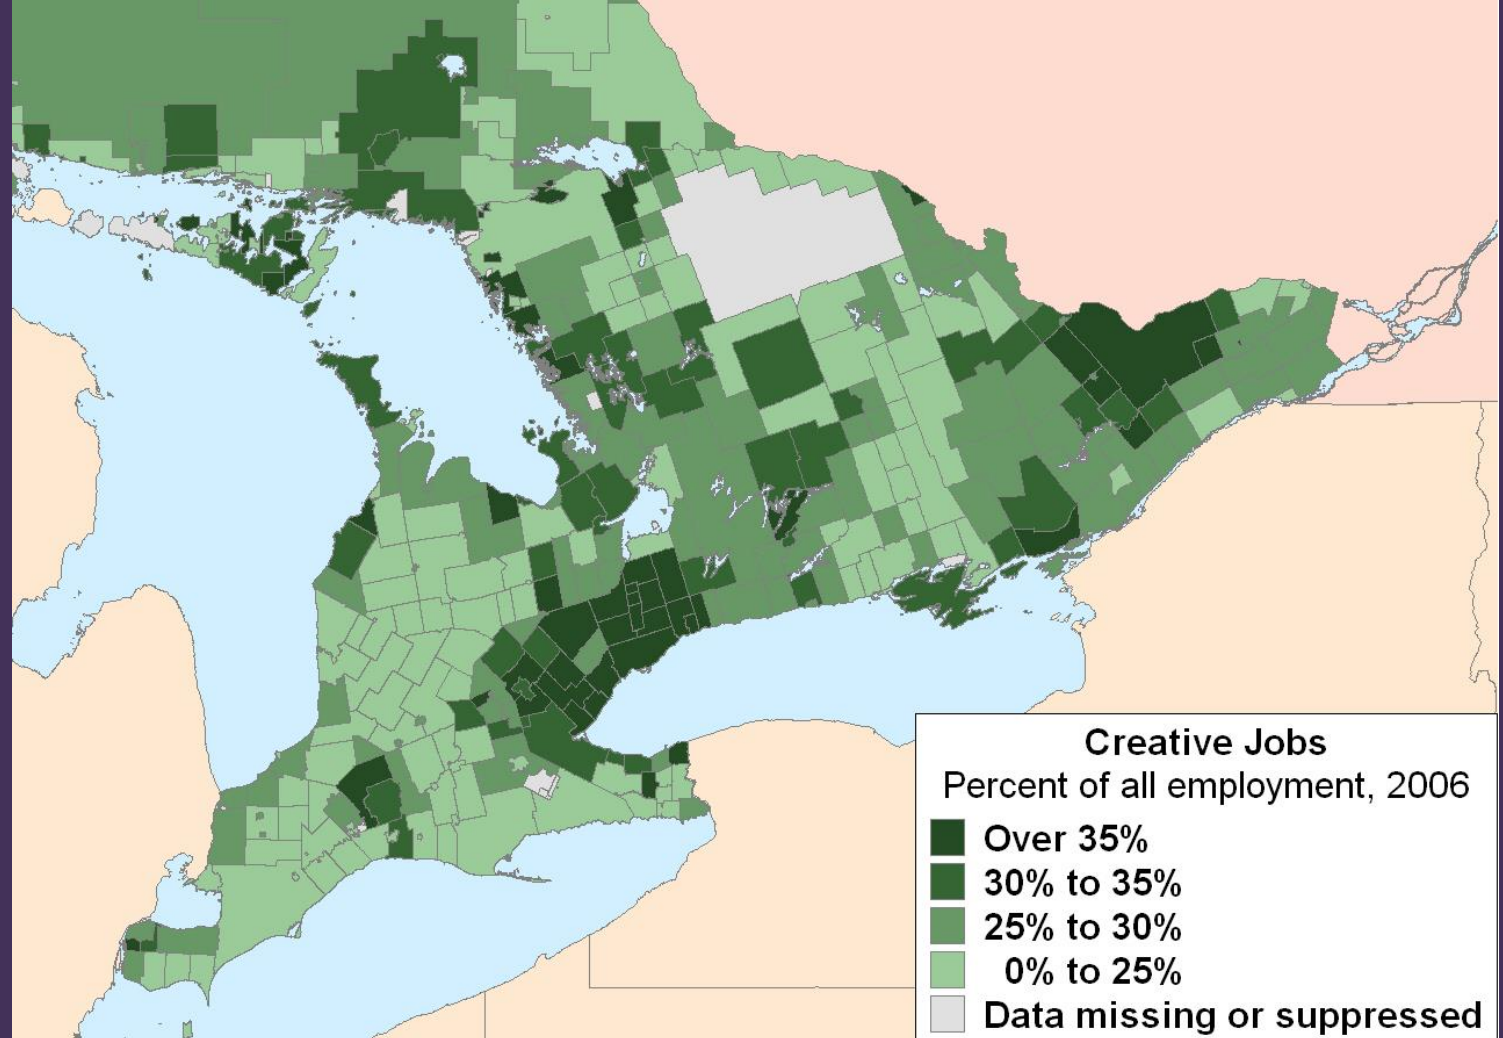 Creative Jobs
Percent of all employment, 2006
Over 35%
30% to 35%
25% to 30%
0% to 25%
Data missing or suppressed